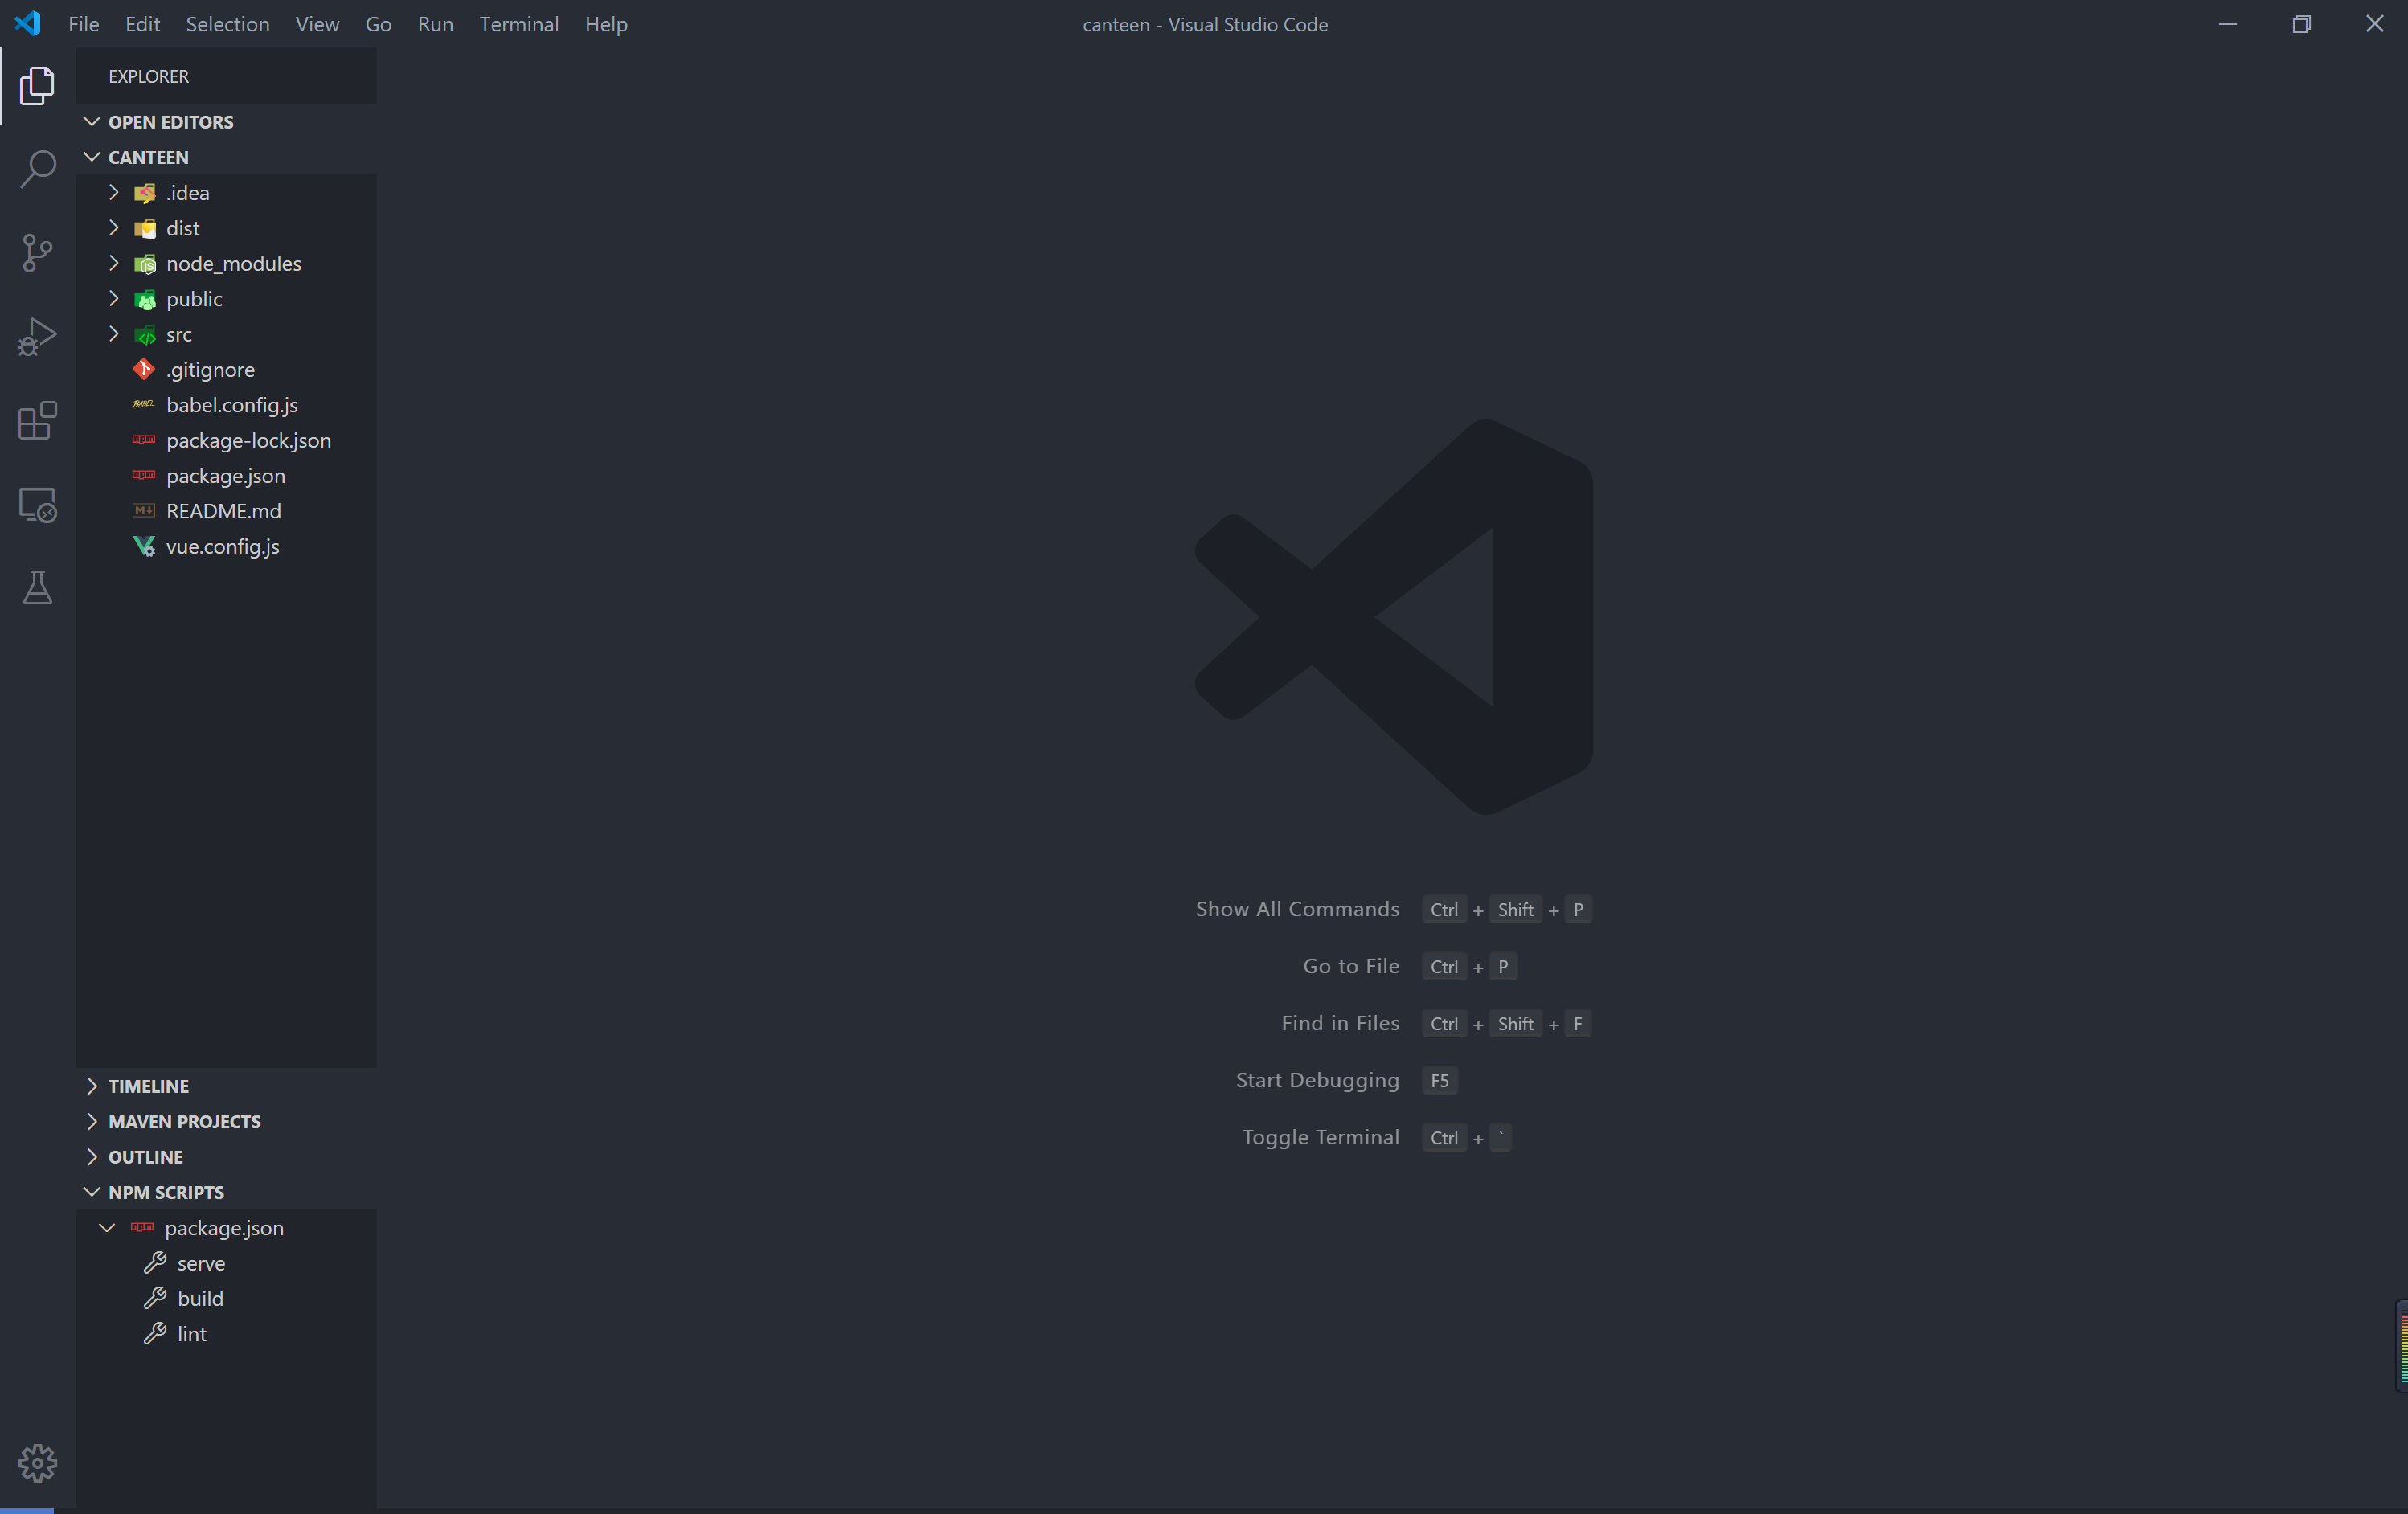 File Edit Selection View Go Run Terminal Help
canteen - Visual Studio Code
EXPLORER
OPEN EDITORS
CANTEEN
.idea
dist
node_modules
public
src
.gitignore
BABEL babel.config.js
package-lock.json
package.json
README.md
vue.config.js
TIMELINE
MAVEN PROJECTS
OUTLINE
NPM SCRIPTS
package.json
serve
build
lint
Show All Commands Ctrl + Shift + P
Go to File Ctrl + P
Find in Files Ctrl + Shift + F
Start Debugging F5
Toggle Terminal Ctrl + `